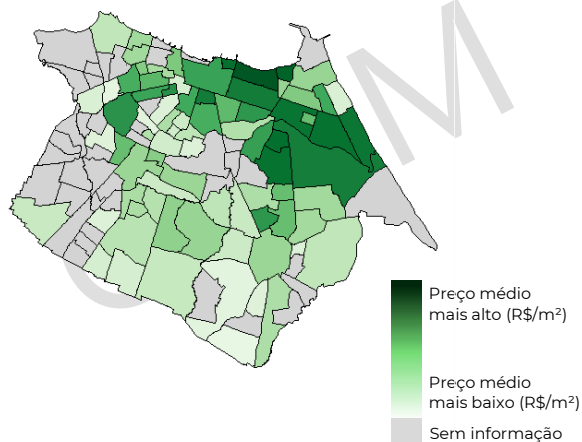 M
Preço médio
mais alto (R$/m²)
Preço médio
mais baixo (R$/m²)
Sem informação